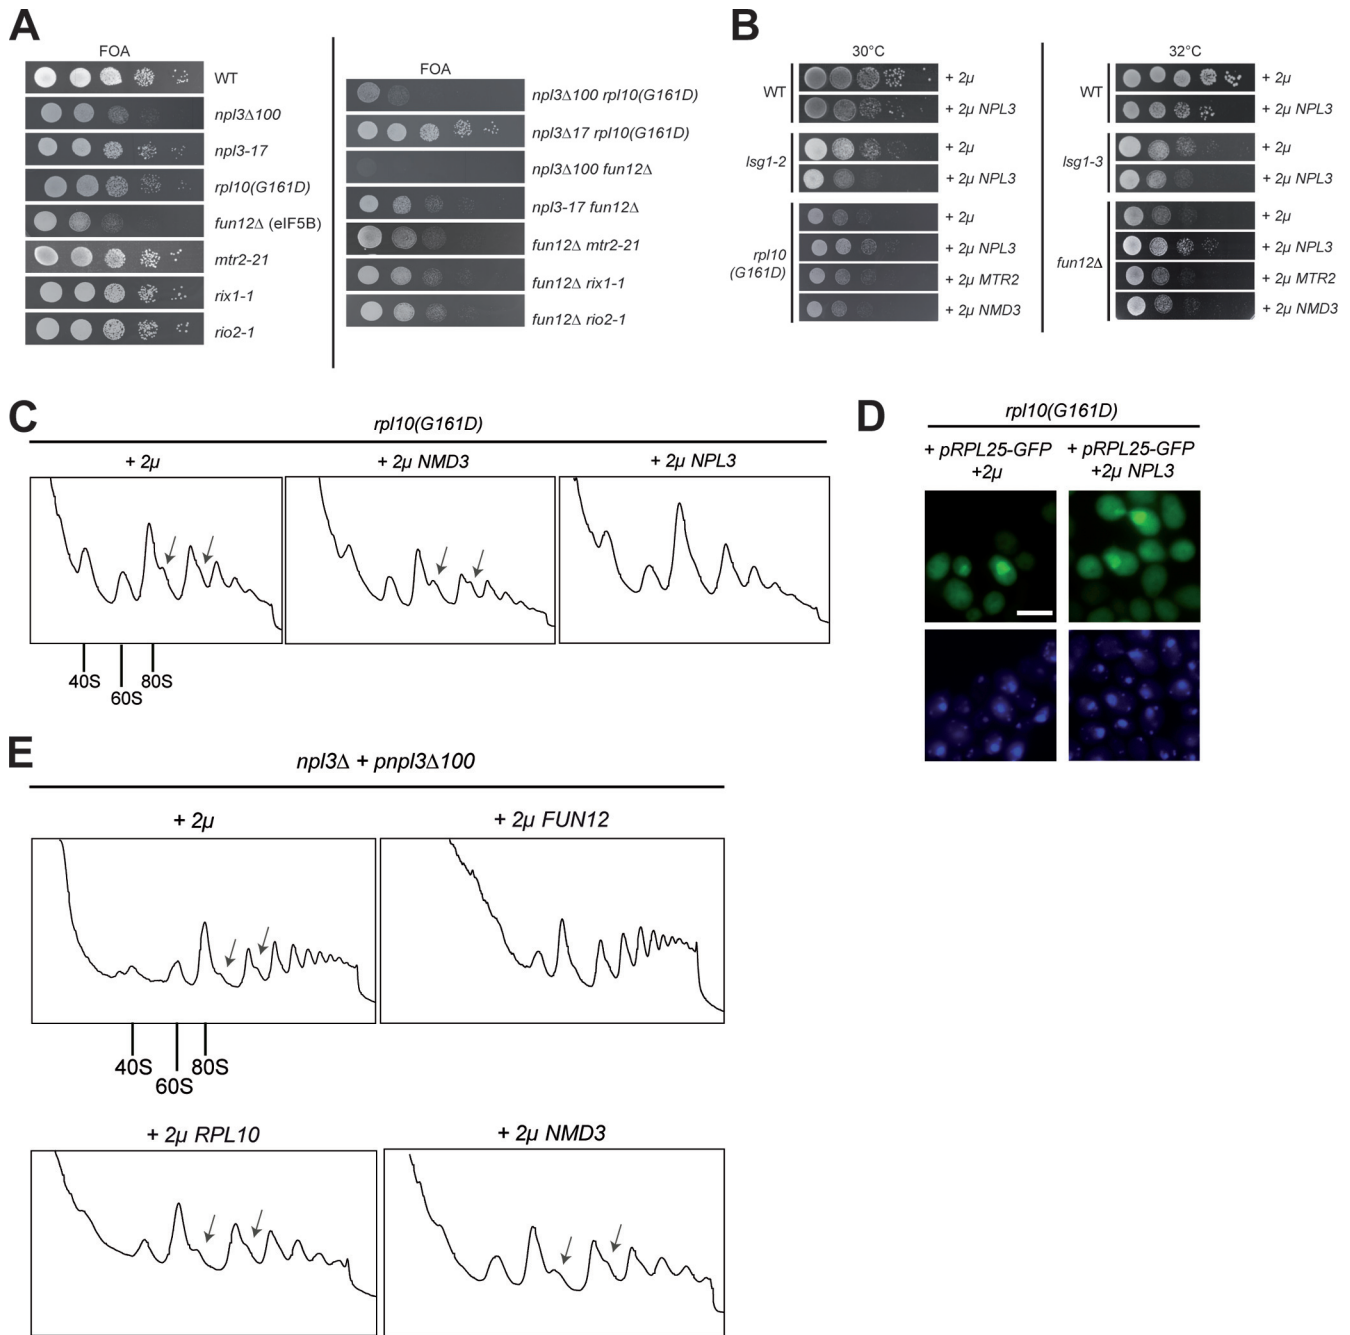 A
FOA
WT
npl3Δ100
npl3-17
rpl10(G161D)
fun12Δ (eIF5B)
mtr2-21
rix1-1
rio2-1
FOA
npl3Δ100 rpl10(G161D)
npl3Δ17 rpl10(G161D)
npl3Δ100 fun12Δ
npl3-17 fun12Δ
fun12Δ mtr2-21
fun12Δ rix1-1
fun12Δ rio2-1
B
30°C
WT
+ 2µ
+ 2µ NPL3
lsg1-2
+ 2µ
+ 2µ NPL3
rpl10
(G161D)
+ 2µ
+ 2µ NPL3
+ 2µ MTR2
+ 2µ NMD3
32°C
WT
+ 2µ
+ 2µ NPL3
lsg1-3
+ 2µ
+ 2µ NPL3
fun12Δ
+ 2µ
+ 2µ NPL3
+ 2µ MTR2
+ 2µ NMD3
C
rpl10(G161D)
+ 2µ
+ 2µ NMD3
+ 2µ NPL3
40S
60S
80S
D
rpl10(G161D)
+ pRPL25-GFP
+2µ
+ pRPL25-GFP
+2µ NPL3
E
npl3Δ + pnpl3Δ100
+ 2µ
+ 2µ FUN12
40S
60S
80S
+ 2µ RPL10
+ 2µ NMD3